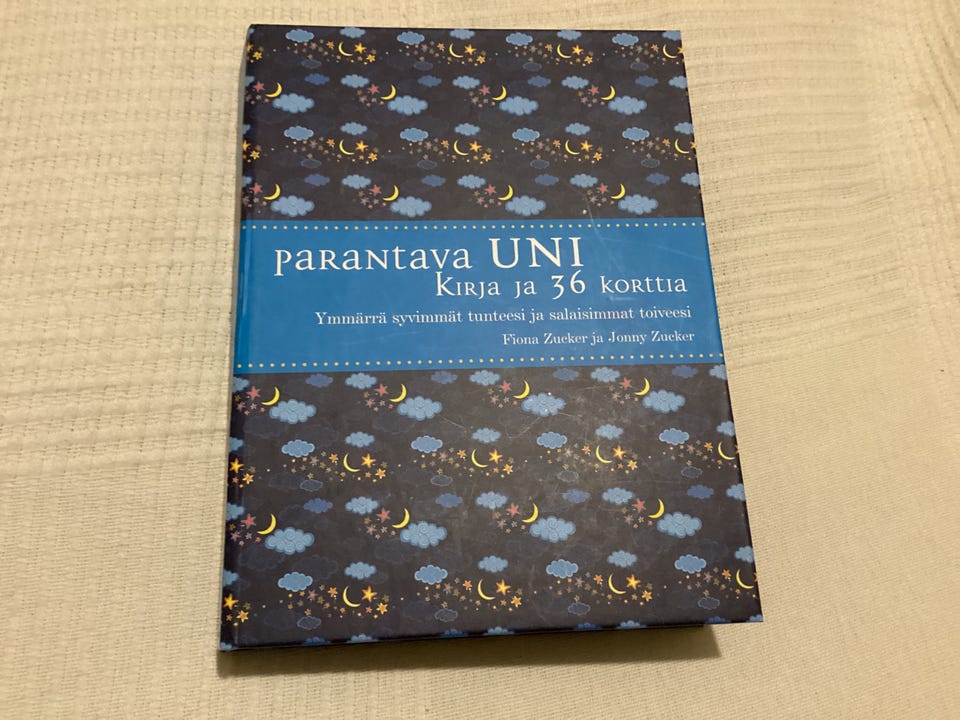 parantava UNI
Kirja ja 36 korttia
Ymmärrä syvimmät tunteesi ja salaisimmat toiveesi
Fiona Zucker ja Jonny Zucker